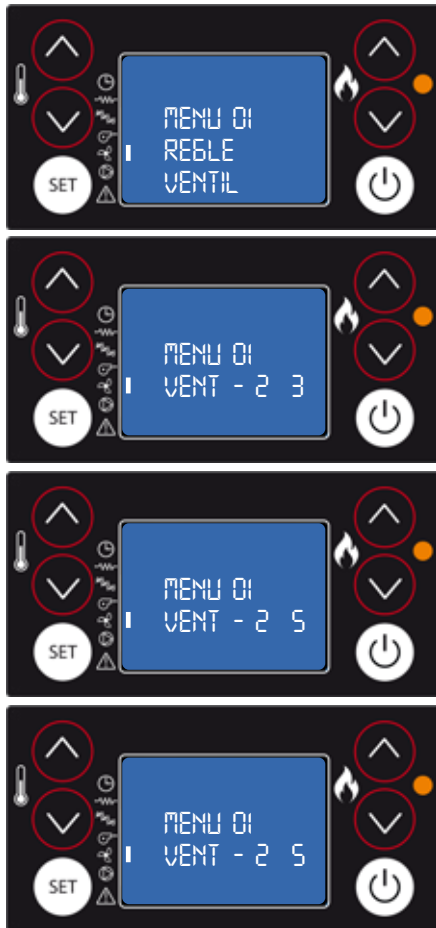 MENU 01
REGLE
VENTIL
SET
MENU 01
VENT - 2 3
SET
MENU 01
VENT - 2 5
SET
MENU 01
VENT - 2 5
SET